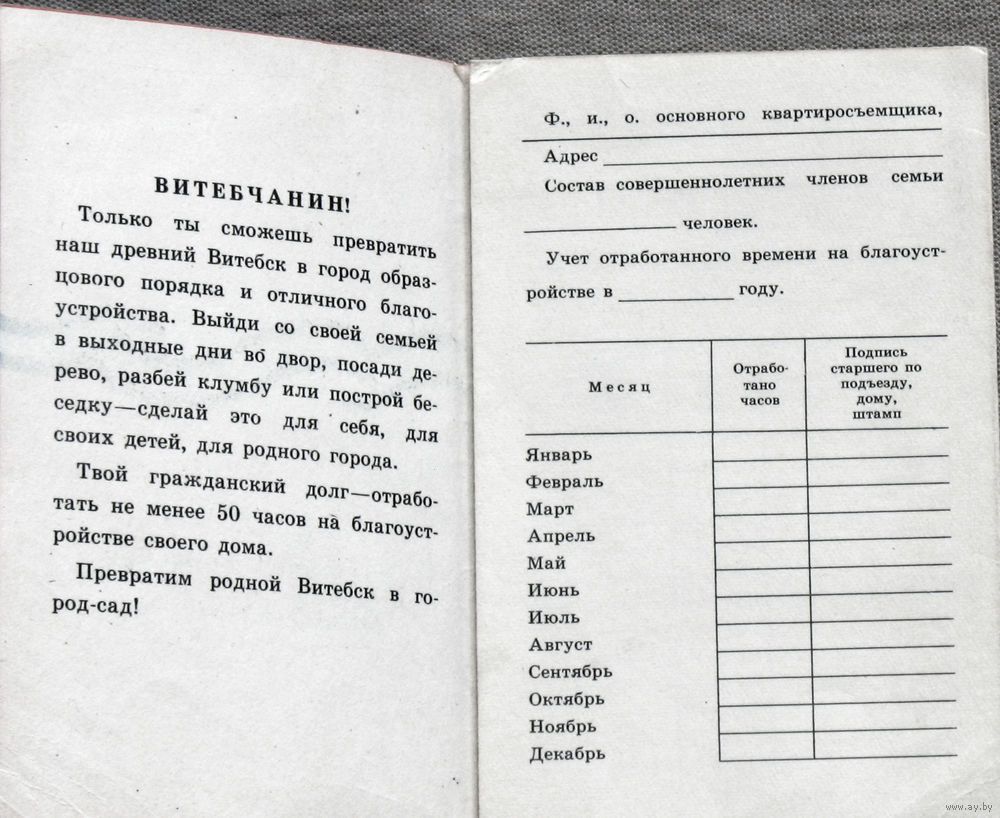 ВИТЕБЧАНИН!
Только ты сможешь превратить
наш древний Витебск в город образ-
цового порядка и отличного благо-
устройства. Выйди со своей семьей
в выходные дни во двор, посади де-
рево, разбей клумбу или построй бе-
седку—сделай это для себя, для
своих детей, для родного города.
Твой гражданский долг—отрабо-
тать не менее 50 часов на благоуст-
ройстве своего дома.
Превратим родной Витебск в го-
род-сад!
Ф., и., о. основного квартиросъемщика,
Адрес
Состав совершеннолетних членов семьи
человек.
Учет отработанного времени на благоуст-
ройстве в ____ году.
Месяц
Отрабо-
тано
часов
Подпись
старшего по
подъезду,
дому,
штамп
Январь
Февраль
Март
Апрель
Май
Июнь
Июль
Август
Сентябрь
Октябрь
Ноябрь
Декабрь
www.ay.by